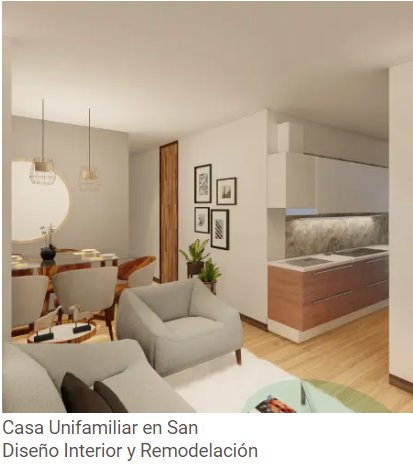 Casa Unifamiliar en San
Diseño Interior y Remodelación